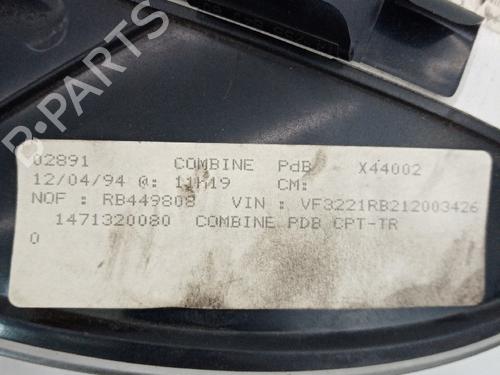 02891 COMBINE PdB X44002
12/04/94 @: 11H19 CM:
NOF : RB449808 VIN : VF3221RB212003426
1471320080 COMBINE PDB CPT-TR
0
B-PARTS